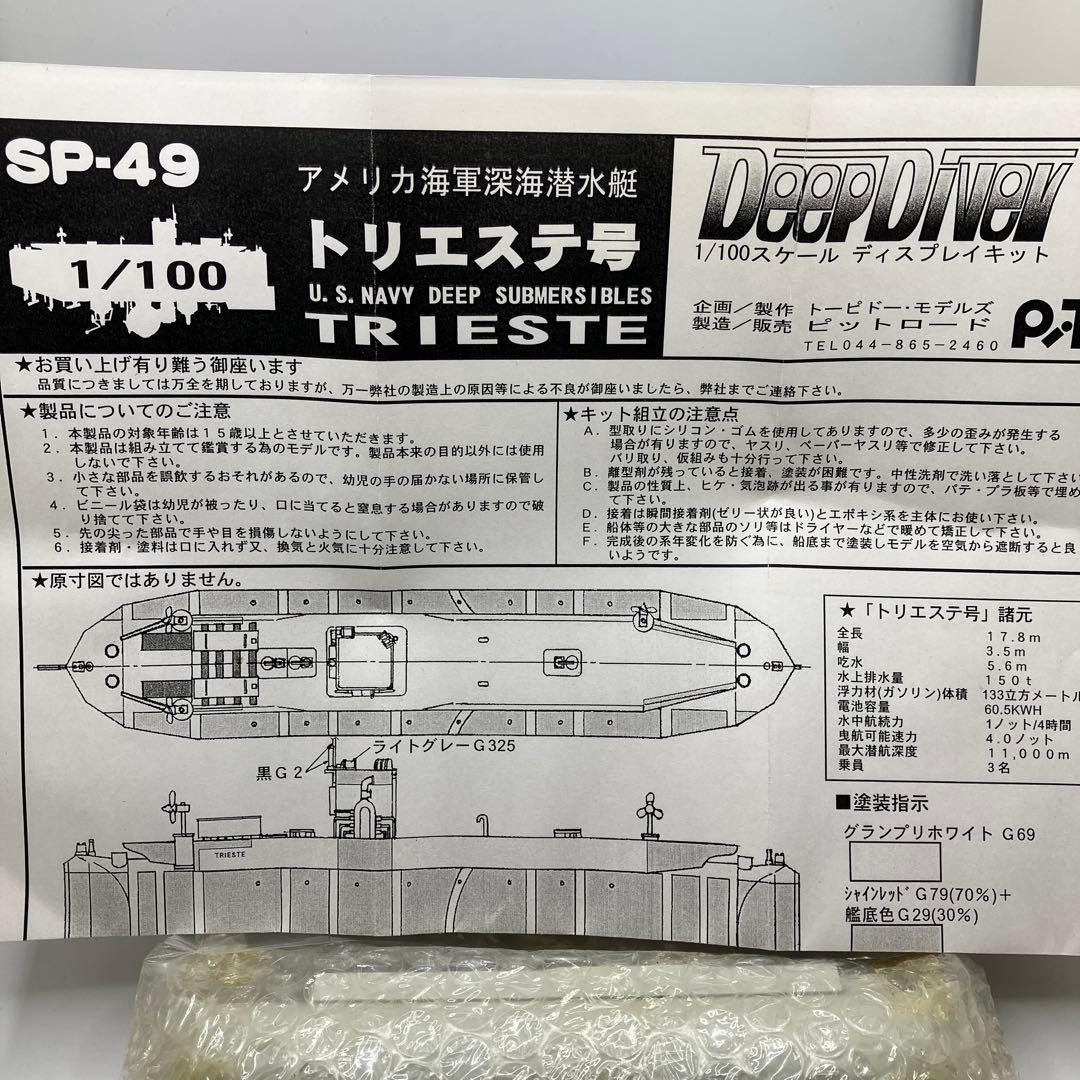 SP-49
1/100
アメリカ海軍深海潜水艇
トリエステ号
U.S.NAVY DEEP SUBMERSIBLES
TRIESTE
DeepDiver
1/100スケール ディスプレイキット
企画／製作 トーピドー・モデルズ
製造／販売 ピットロード
TEL044-865-2460
PIT
★お買い上げ有り難う御座います
品質につきましては万全を期しておりますが、万一弊社の製造上の原因等による不良が御座いましたら、弊社までご連絡下さい。
★製品についてのご注意
1．本製品の対象年齢は15歳以上とさせていただきます。
2．本製品は組み立てて鑑賞する為のモデルです。製品本来の目的以外には使用
しないで下さい。
3．小さな部品を誤飲するおそれがあるので、幼児の手の届かない場所に保管し
て下さい。
4．ビニール袋は幼児が被ったり、口に当てると窒息する場合がありますので破
り捨てて下さい。
5．先の尖った部品で手や目を損傷しないようにして下さい。
6．接着剤・塗料は口に入れず又、換気と火気に十分注意して下さい。
★キット組立の注意点
A．型取りにシリコン・ゴムを使用してありますので、多少の歪みが発生する
場合が有りますので、ヤスリ、ペーパーヤスリ等で修正して下さい。
バリ取り、仮組みも十分行って下さい。
B．離型剤が残っていると接着、塗装が困難です。中性洗剤で洗い落として下さい
C．製品の性質上、ヒケ・気泡跡が出る事が有りますので、パテ・プラ板等で埋め
て下さい。
D．接着は瞬間接着剤(ゼリー状が良い)とエポキシ系を主体にお使い下さい。
E．船体等の大きな部品のソリ等はドライヤーなどで暖めて矯正して下さい。
F．完成後の系年変化を防ぐ為に、船底まで塗装しモデルを空気から遮断すると良
いようです。
★原寸図ではありません。
★「トリエステ号」諸元
全長 17.8m
幅 3.5m
吃水 5.6m
水上排水量 150t
浮力材(ガソリン)体積 133立方メートル
電池容量 60.5KWH
水中航続力 1ノット/4時間
曳航可能速力 4.0ノット
最大潜航深度 11,000m
乗員 3名
ライトグレーG325
黒G2
TRIESTE
■塗装指示
グランプリホワイト G69
ｼｬｲﾝﾚｯﾄﾞ G79(70%)＋
艦底色G29(30%)